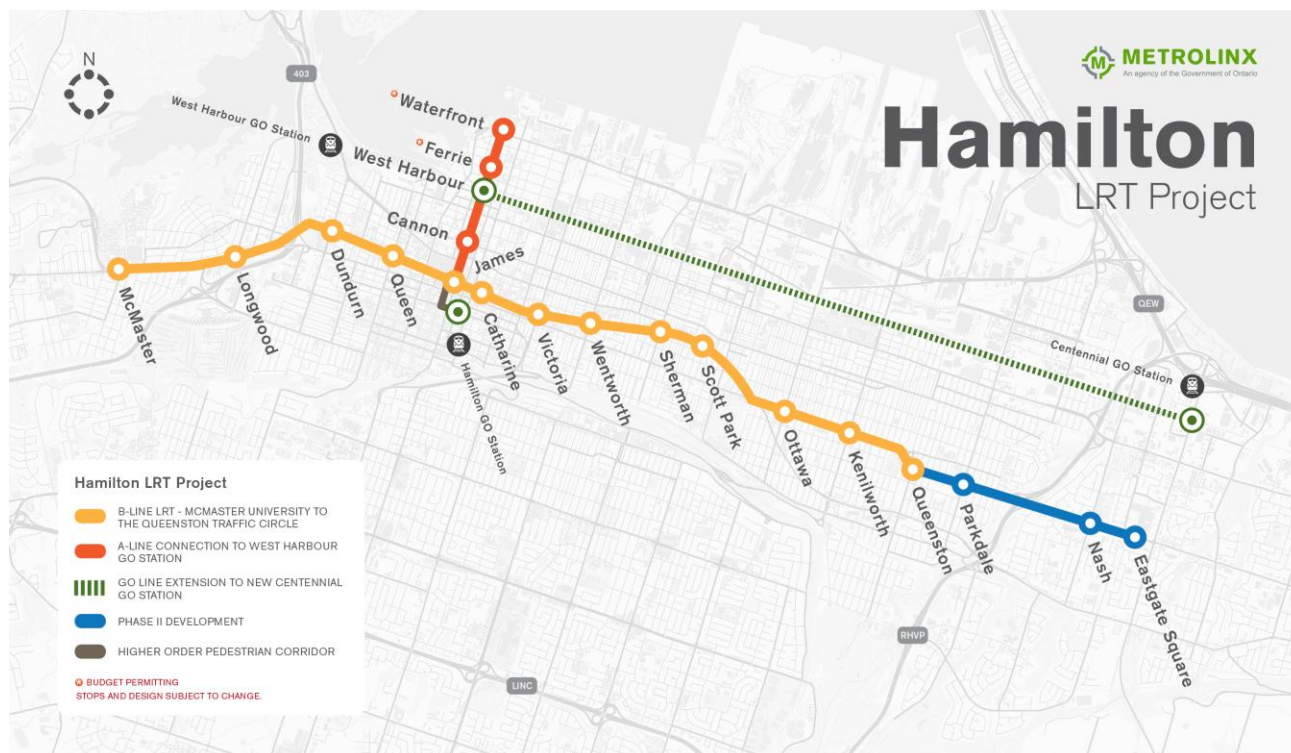 N
403
METROLINX
An agency of the Government of Ontario
Hamilton
LRT Project
West Harbour GO Station
Waterfront
Ferrie
West Harbour
Cannon
James
McMaster
Longwood
Dundurn
Queen
Catharine
Hamilton GO Station
Victoria
Wentworth
Sherman
Scott Park
Ottawa
Kenilworth
Queenston
Parkdale
Nash
Eastgate Square
QEW
Centennial GO Station
RHVP
LINC
Hamilton LRT Project
B-LINE LRT - MCMASTER UNIVERSITY TO
THE QUEENSTON TRAFFIC CIRCLE
A-LINE CONNECTION TO WEST HARBOUR
GO STATION
GO LINE EXTENSION TO NEW CENTENNIAL
GO STATION
PHASE II DEVELOPMENT
HIGHER ORDER PEDESTRIAN CORRIDOR
BUDGET PERMITTING
STOPS AND DESIGN SUBJECT TO CHANGE.